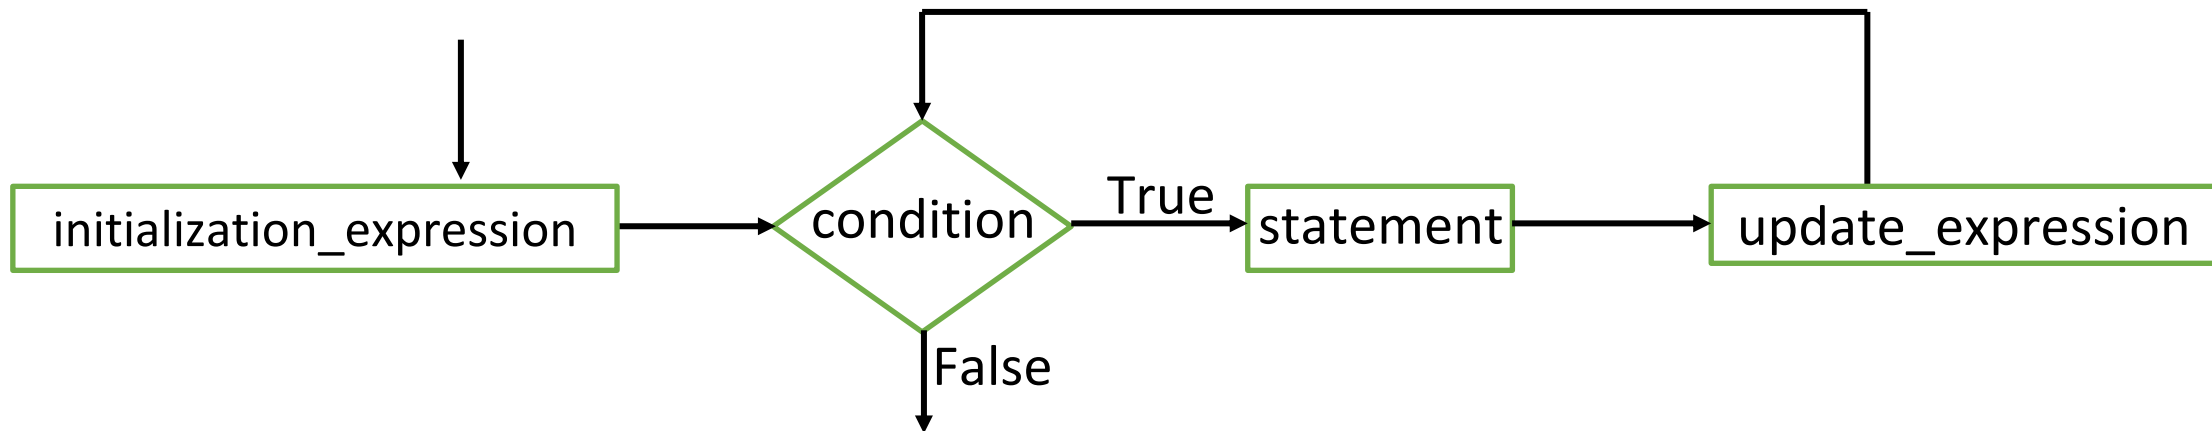 initialization_expression
condition
True
statement
update_expression
False